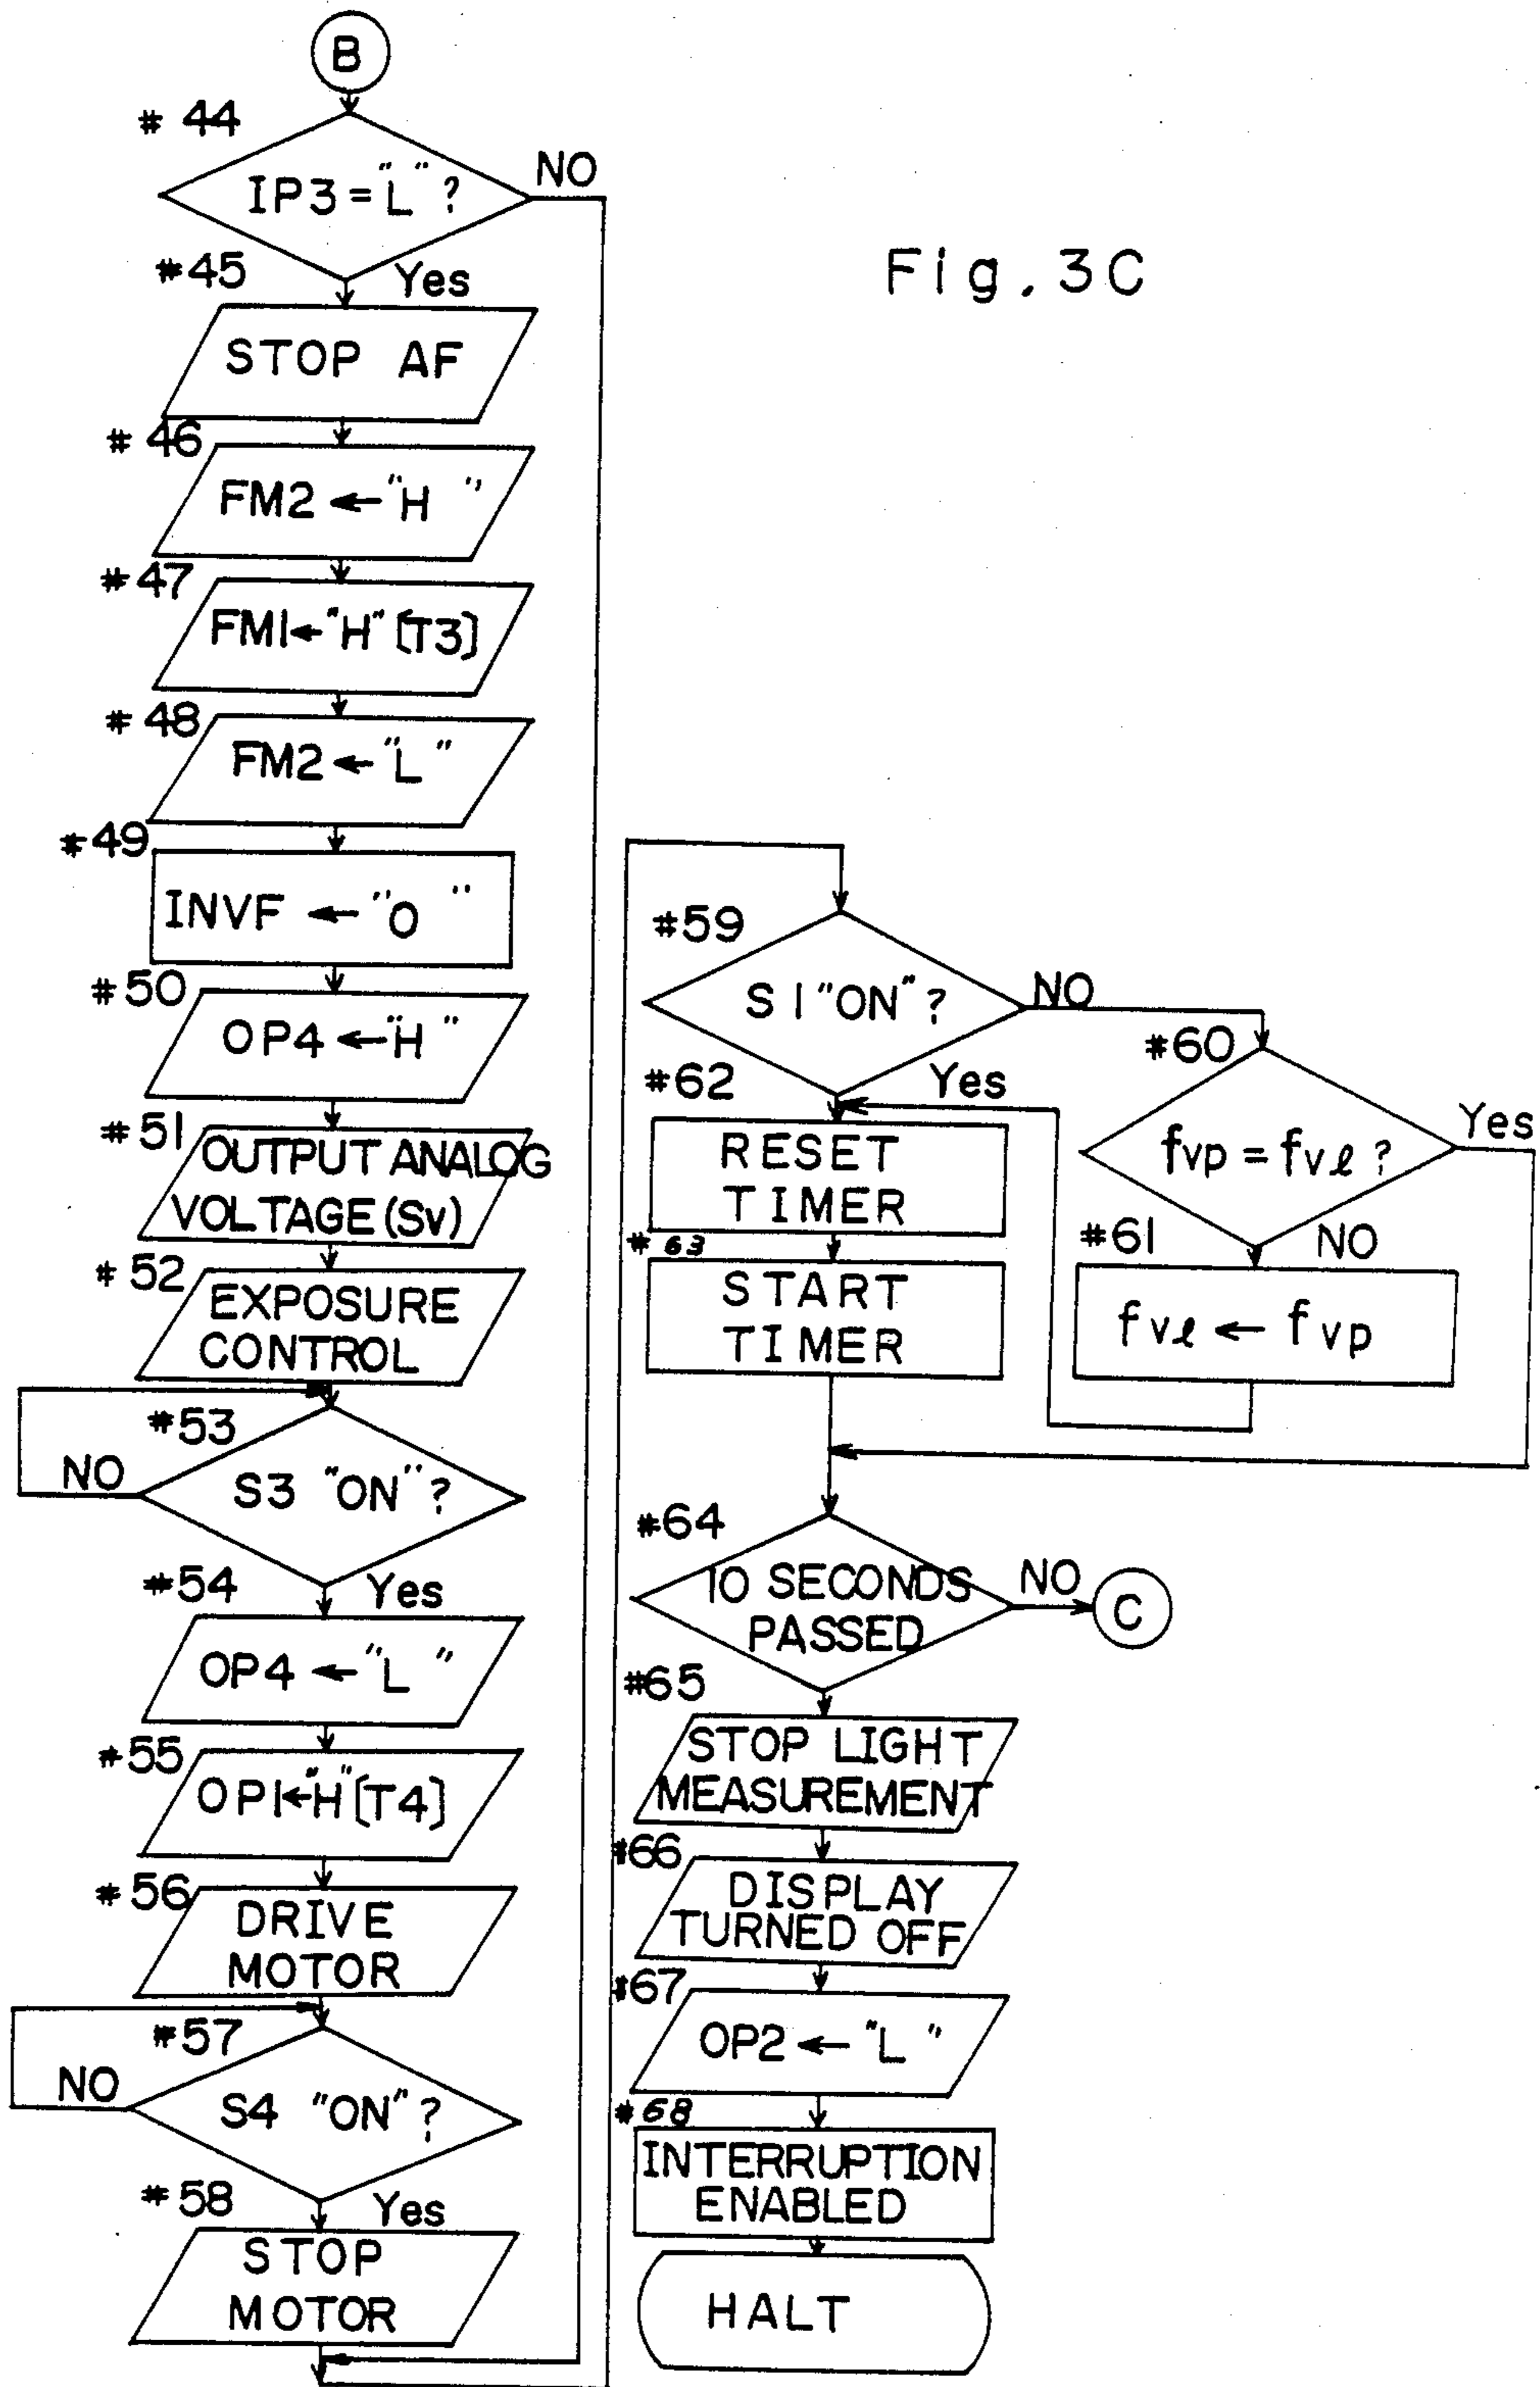 B
# 44
IP3 = "L" ?
NO
Fig. 3C
#45
Yes
STOP AF
# 46
FM2 ← "H "
# 47
FM1 ← "H" [T3]
# 48
FM2 ← "L"
#49
INVF ← "0 "
#50
OP4 ← "H"
#51
OUTPUT ANALOG
VOLTAGE (Sv)
# 52
EXPOSURE
CONTROL
#53
NO
S3 "ON" ?
#54
Yes
OP4 ← "L "
#55
OP1 ← "H" [T4]
# 56
DRIVE
MOTOR
#57
NO
S4 "ON" ?
# 58
Yes
STOP
MOTOR
#59
S1 "ON" ?
NO
#60
fvp = fvℓ ?
Yes
#61
NO
fvℓ ← fvp
#62
Yes
RESET
TIMER
# 63
START
TIMER
#64
10 SECONDS
PASSED
NO
C
#65
STOP LIGHT
MEASUREMENT
#66
DISPLAY
TURNED OFF
#67
OP2 ← "L "
#68
INTERRUPTION
ENABLED
HALT